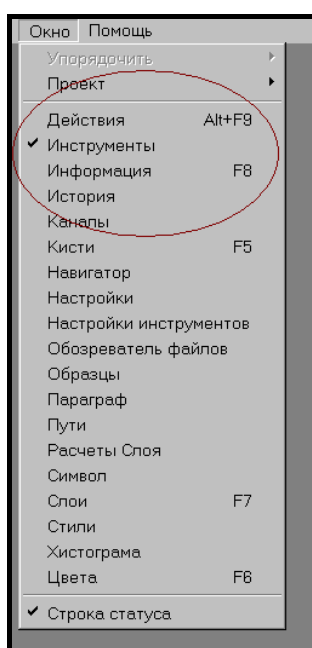 Окно Помощь
Упорядочить
Проект
Действия Alt+F9
Инструменты
Информация F8
История
Каналы
Кисти F5
Навигатор
Настройки
Настройки инструментов
Обозреватель файлов
Образцы
Параграф
Пути
Расчеты Слоя
Символ
Слои F7
Стили
Хистограма
Цвета F6
Строка статуса